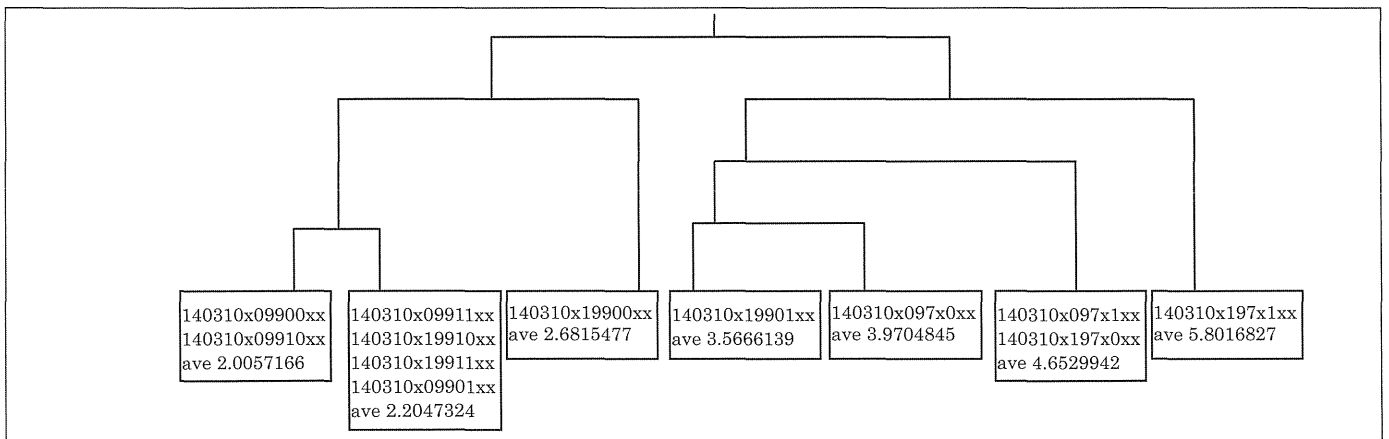 140310x09900xx
140310x09910xx
ave 2.0057166
140310x09911xx
140310x19910xx
140310x19911xx
140310x09901xx
ave 2.2047324
140310x19900xx
ave 2.6815477
140310x19901xx
ave 3.5666139
140310x097x0xx
ave 3.9704845
140310x097x1xx
140310x197x0xx
ave 4.6529942
140310x197x1xx
ave 5.8016827